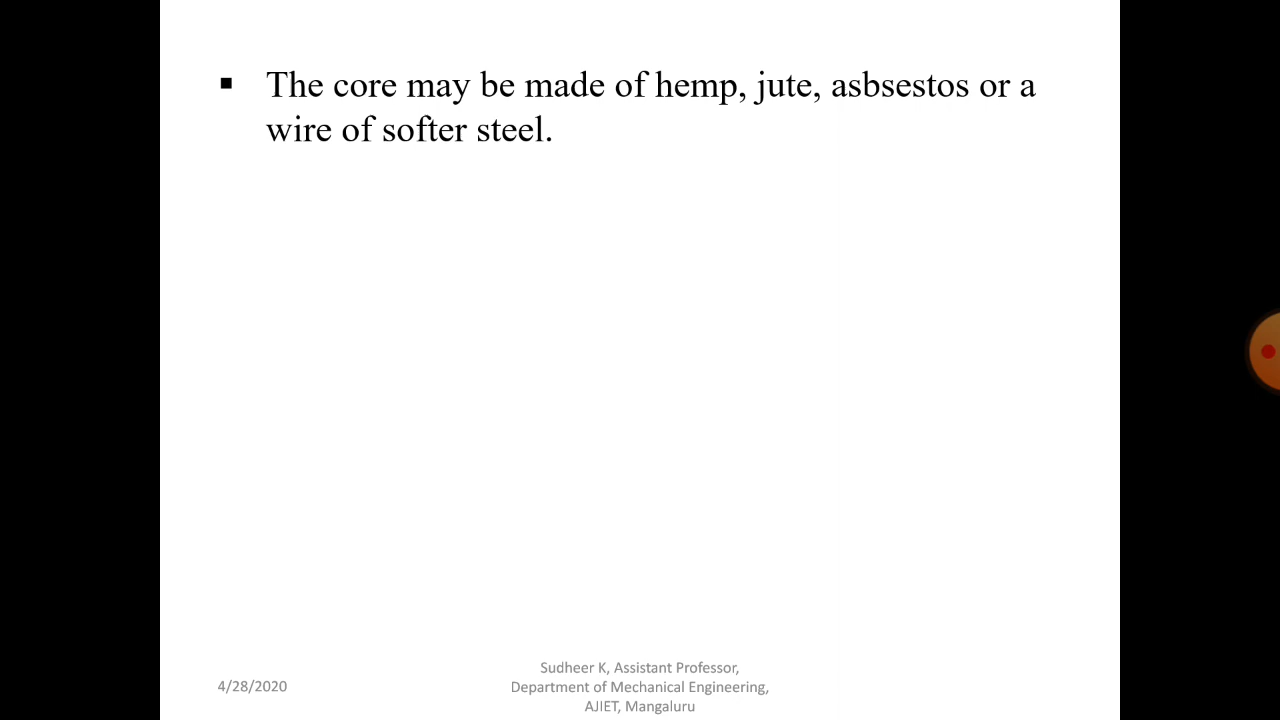 ▪ The core may be made of hemp, jute, asbsestos or a
wire of softer steel.
4/28/2020
Sudheer K, Assistant Professor,
Department of Mechanical Engineering,
AJIET, Mangaluru